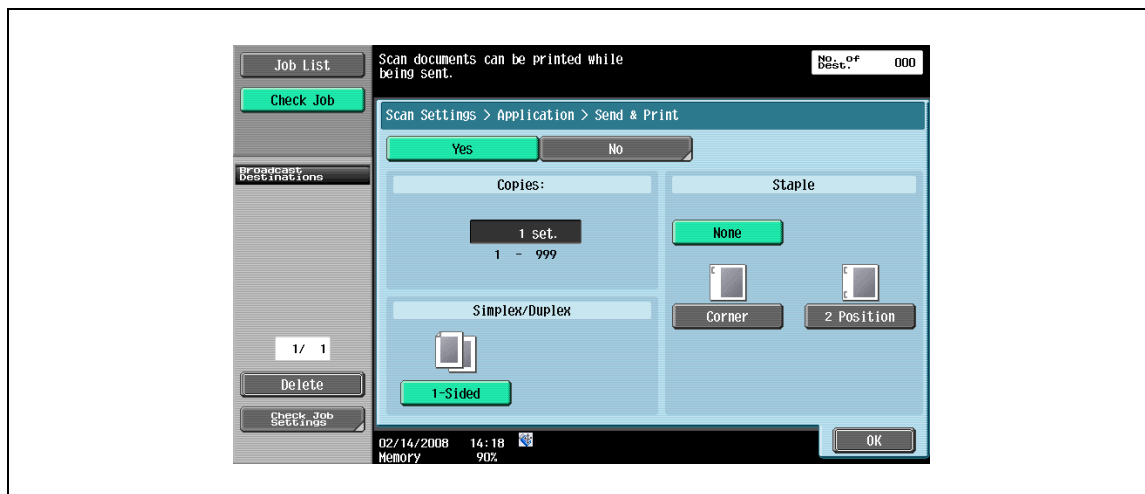 Job List
Check Job
Broadcast
Destinations
1/ 1
Delete
Check Job
Settings
Scan documents can be printed while
being sent.
No. of
Dest.
000
Scan Settings > Application > Send & Print
Yes
No
Copies:
1 set.
1 - 999
Simplex/Duplex
1-Sided
Staple
None
Corner
2 Position
02/14/2008 14:18
Memory 90%
OK